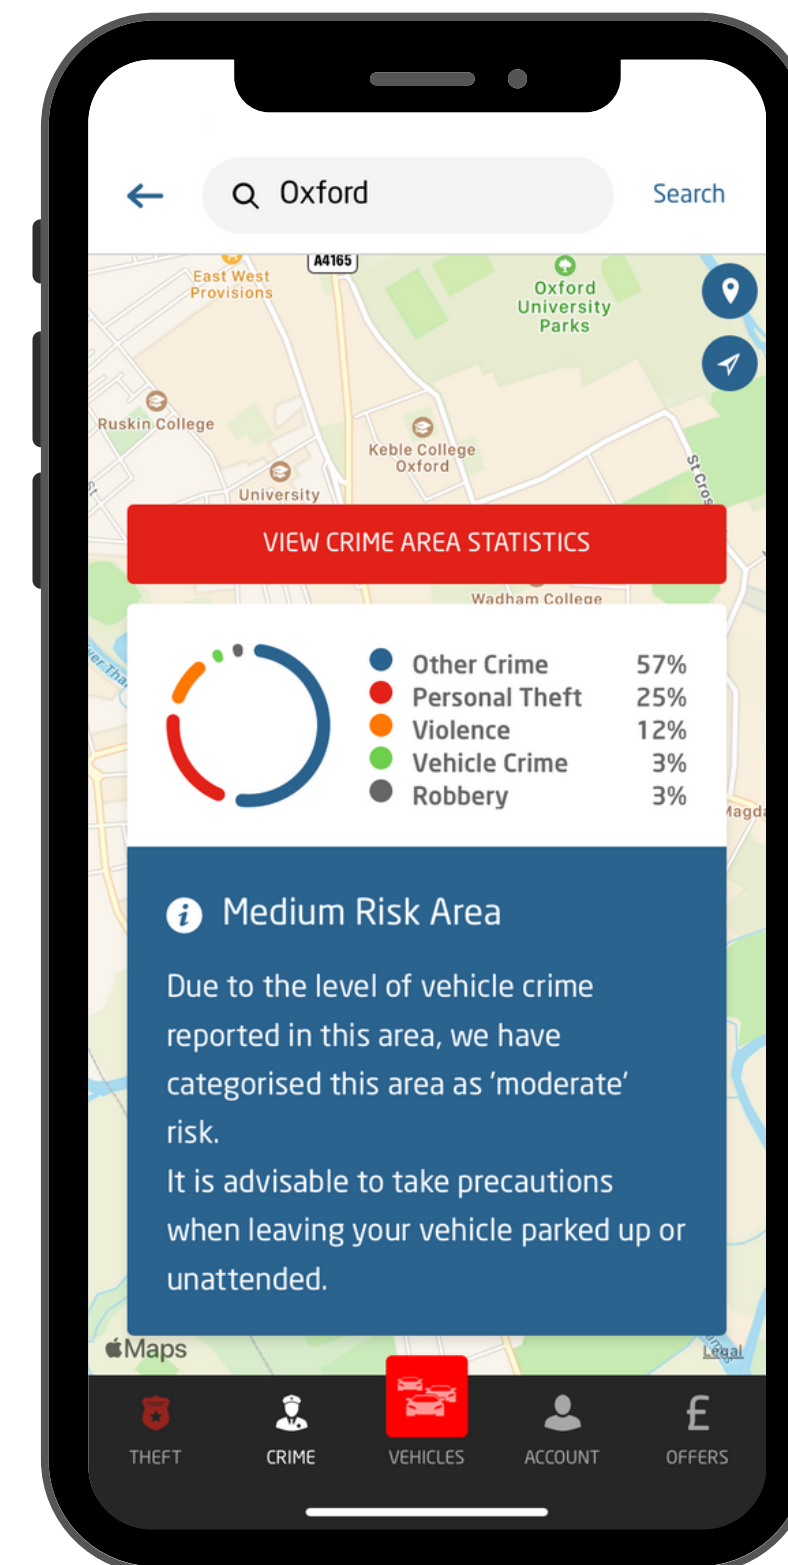 Oxford
Search
A4165
East West
Provisions
Oxford
University
Parks
Ruskin College
Keble College
Oxford
St Cros
University
St
VIEW CRIME AREA STATISTICS
Wadham College
Other Crime 57%
Personal Theft 25%
Violence 12%
Vehicle Crime 3%
Robbery 3%
Magda
i Medium Risk Area
Due to the level of vehicle crime
reported in this area, we have
categorised this area as 'moderate'
risk.
It is advisable to take precautions
when leaving your vehicle parked up or
unattended.
Maps
Legal
THEFT
CRIME
VEHICLES
ACCOUNT
£
OFFERS